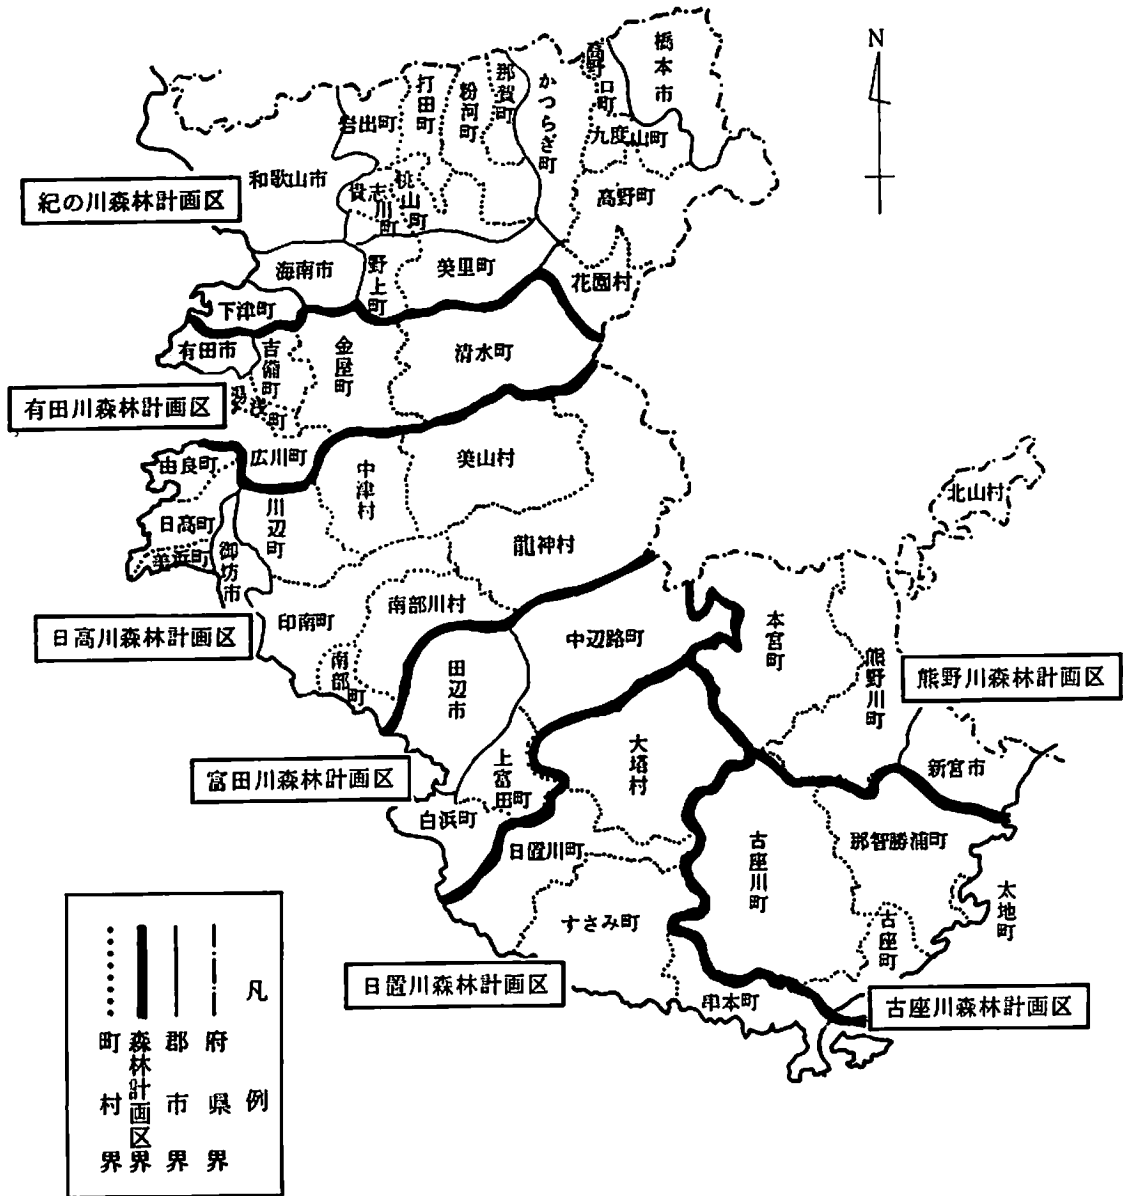 N
橋本市
高野口町
かつらぎ町
那賀町
粉河町
打田町
岩出町
九度山町
和歌山市
貴志川町
桃山町
高野町
紀の川森林計画区
海南市
野上町
美里町
花園村
下津町
有田市
吉備町
金屋町
清水町
有田川森林計画区
湯浅町
広川町
由良町
中津村
美山村
北山村
日高町
川辺町
美浜町
御坊市
龍神村
日高川森林計画区
印南町
南部川村
南部町
中辺路町
本宮町
熊野川町
熊野川森林計画区
田辺市
富田川森林計画区
上富田町
大塔村
新宮市
白浜町
日置川町
古座川町
那智勝浦町
太地町
すさみ町
古座町
日置川森林計画区
串本町
古座川森林計画区
凡例
府県界
郡市界
森林計画区界
町村界